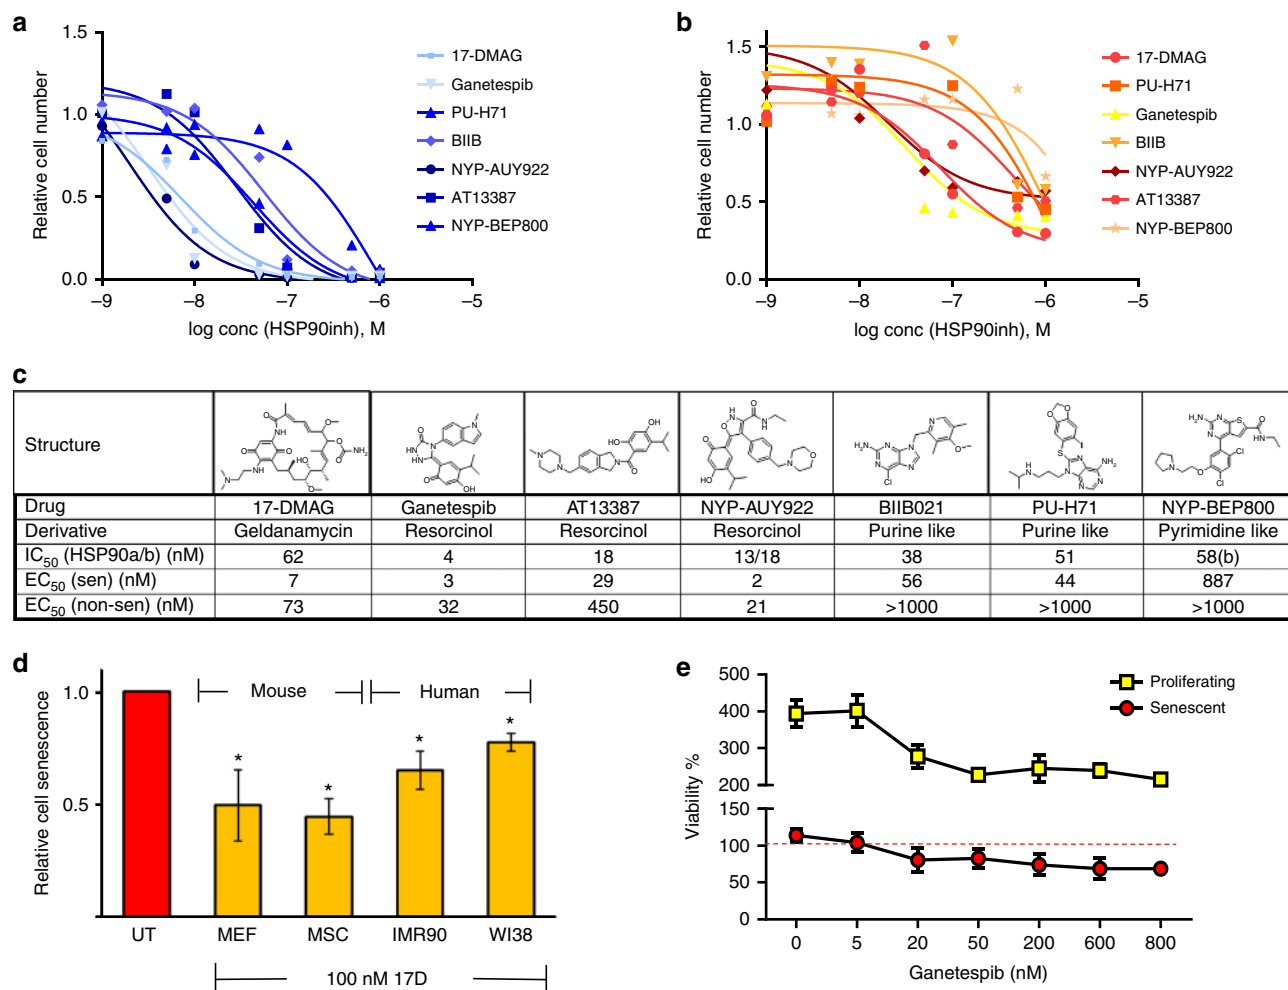 a
1.5
1.0
0.5
0.0
–9
–8
–7
–6
–5
Relative cell number
log conc (HSP90inh), M
17-DMAG
Ganetespib
PU-H71
BIIB
NYP-AUY922
AT13387
NYP-BEP800
b
1.5
1.0
0.5
0.0
–9
–8
–7
–6
–5
Relative cell number
log conc (HSP90inh), M
17-DMAG
PU-H71
Ganetespib
BIIB
NYP-AUY922
AT13387
NYP-BEP800
c
Structure
Drug 17-DMAG Ganetespib AT13387 NYP-AUY922 BIIB021 PU-H71 NYP-BEP800
Derivative Geldanamycin Resorcinol Resorcinol Resorcinol Purine like Purine like Pyrimidine like
IC50 (HSP90a/b) (nM) 62 4 18 13/18 38 51 58(b)
EC50 (sen) (nM) 7 3 29 2 56 44 887
EC50 (non-sen) (nM) 73 32 450 21 >1000 >1000 >1000
d
1.0
0.5
Relative cell senescence
Mouse
Human
*
*
*
*
UT
MEF
MSC
IMR90
WI38
100 nM 17D
e
500
400
300
200
150
100
50
0
Viability %
Proliferating
Senescent
0
5
20
50
200
600
800
Ganetespib (nM)